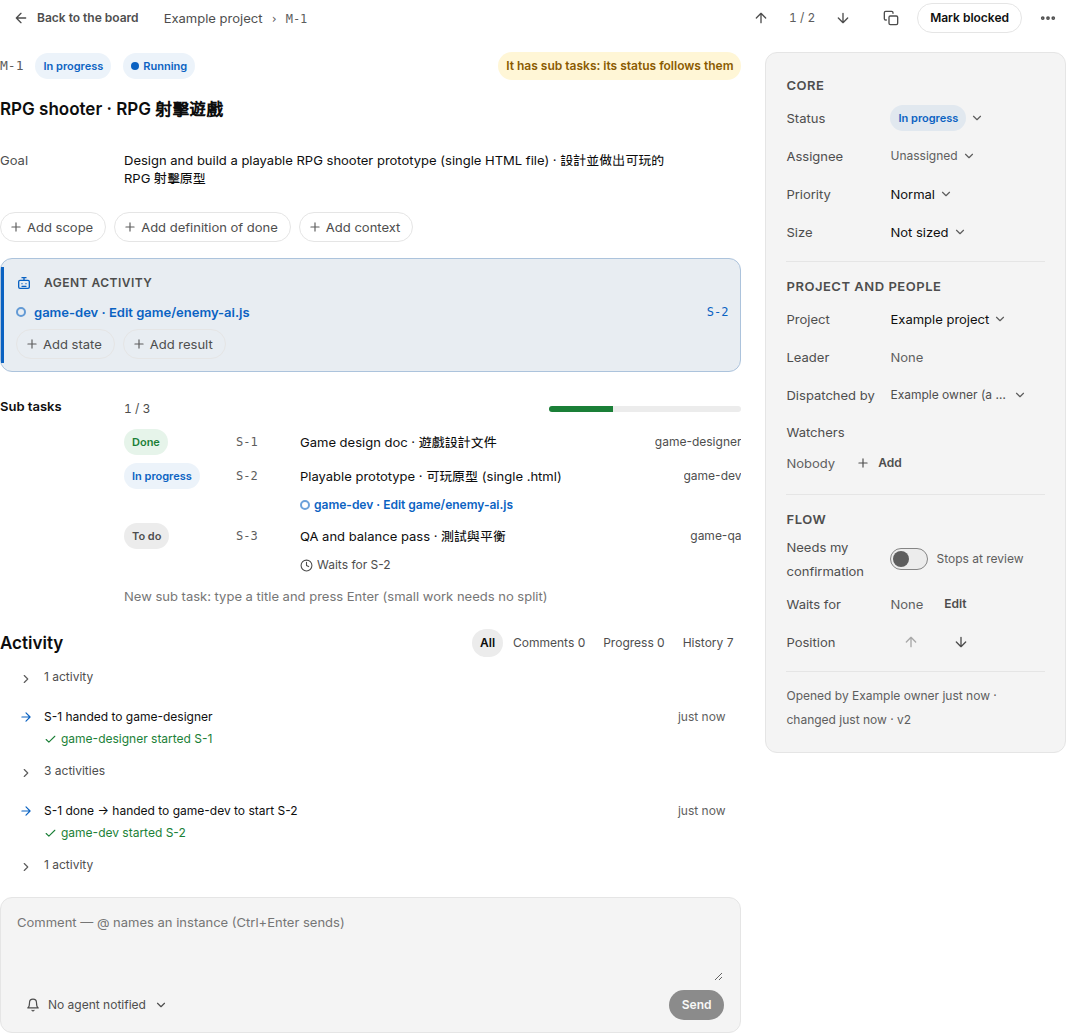 Back to the board
Example project › M-1
1 / 2
Mark blocked
M-1 In progress Running
It has sub tasks: its status follows them
RPG shooter · RPG 射擊遊戲
Goal
Design and build a playable RPG shooter prototype (single HTML file) · 設計並做出可玩的
RPG 射擊原型
+ Add scope + Add definition of done + Add context
AGENT ACTIVITY
game-dev · Edit game/enemy-ai.js S-2
+ Add state + Add result
Sub tasks 1 / 3
Done S-1 Game design doc · 遊戲設計文件 game-designer
In progress S-2 Playable prototype · 可玩原型 (single .html) game-dev
game-dev · Edit game/enemy-ai.js
To do S-3 QA and balance pass · 測試與平衡 game-qa
Waits for S-2
New sub task: type a title and press Enter (small work needs no split)
Activity
All Comments 0 Progress 0 History 7
1 activity
→ S-1 handed to game-designer just now
✓ game-designer started S-1
3 activities
→ S-1 done → handed to game-dev to start S-2 just now
✓ game-dev started S-2
1 activity
Comment — @ names an instance (Ctrl+Enter sends)
No agent notified
Send
CORE
Status In progress
Assignee Unassigned
Priority Normal
Size Not sized
PROJECT AND PEOPLE
Project Example project
Leader None
Dispatched by Example owner (a ...
Watchers
Nobody + Add
FLOW
Needs my
confirmation
Stops at review
Waits for None Edit
Position
Opened by Example owner just now ·
changed just now · v2